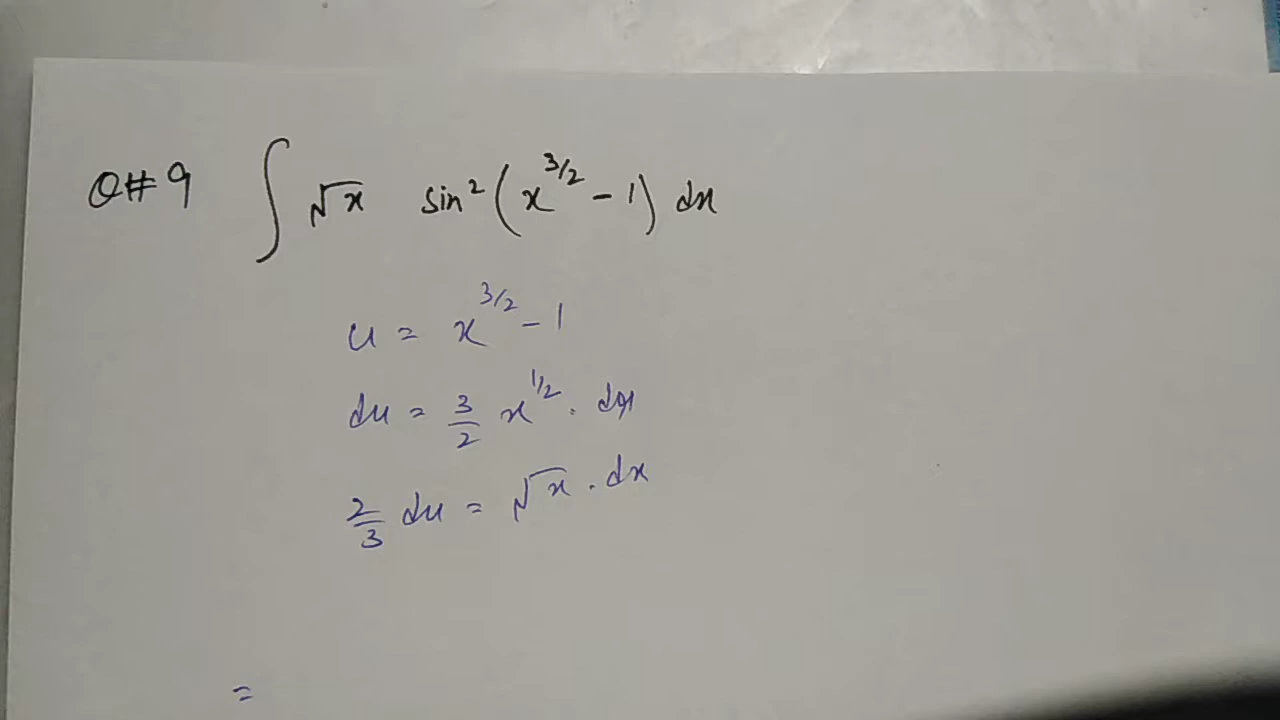 Q#9 ∫ √x sin²(x^{3/2} - 1) dx
u = x^{3/2} - 1
du = 3/2 x^{1/2} . dx
2/3 du = √x . dx
=